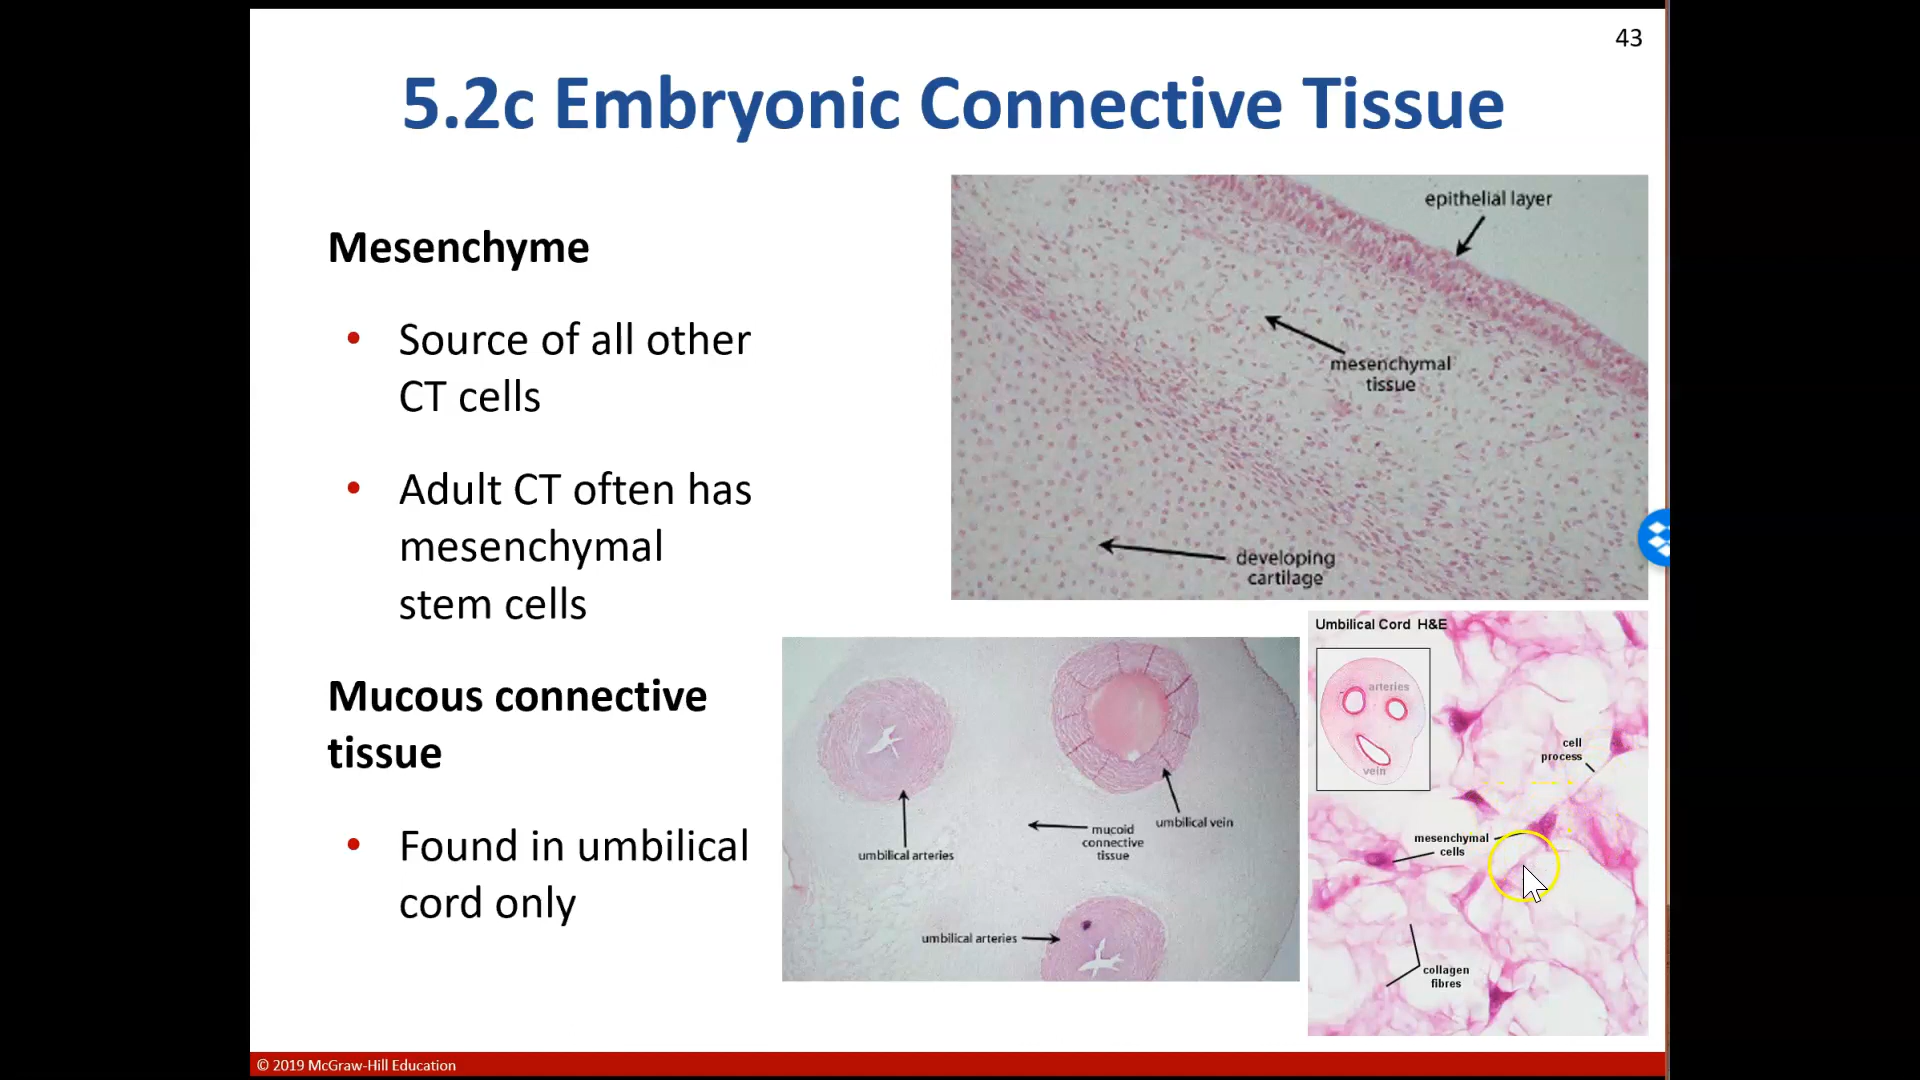 43
5.2c Embryonic Connective Tissue
Mesenchyme
• Source of all other
CT cells
• Adult CT often has
mesenchymal
stem cells
Mucous connective
tissue
• Found in umbilical
cord only
epithelial layer
mesenchymal
tissue
developing
cartilage
umbilical arteries
mucoid
connective
tissue
umbilical vein
umbilical arteries
Umbilical Cord H&E
arteries
vein
cell
process
mesenchymal
cells
collagen
fibres
© 2019 McGraw-Hill Education